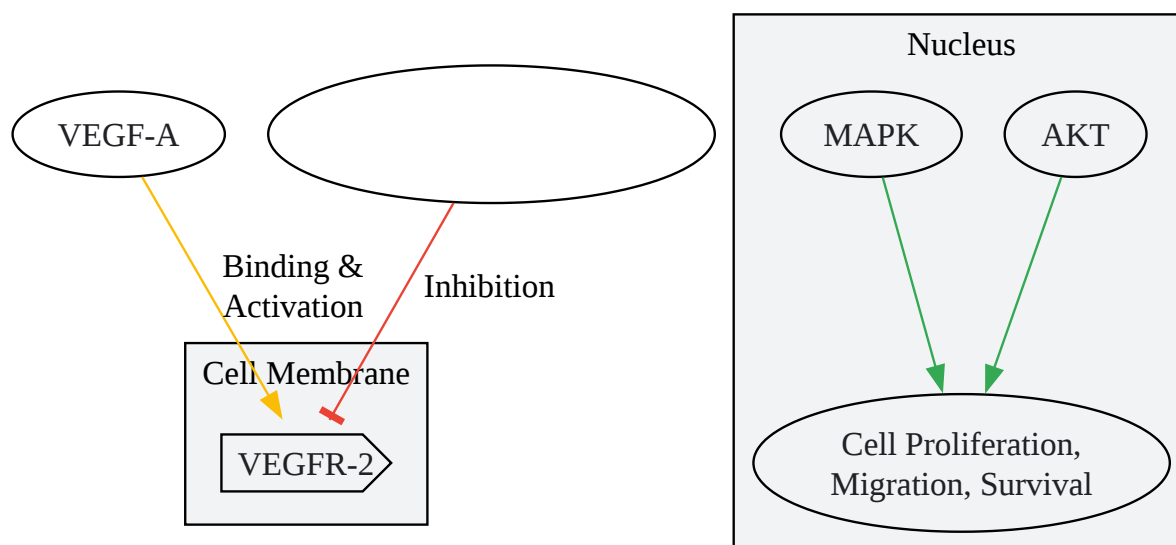 Nucleus
VEGF-A
MAPK
AKT
Binding &
Activation
Inhibition
Cell Membrane
VEGFR-2
Cell Proliferation,
Migration, Survival